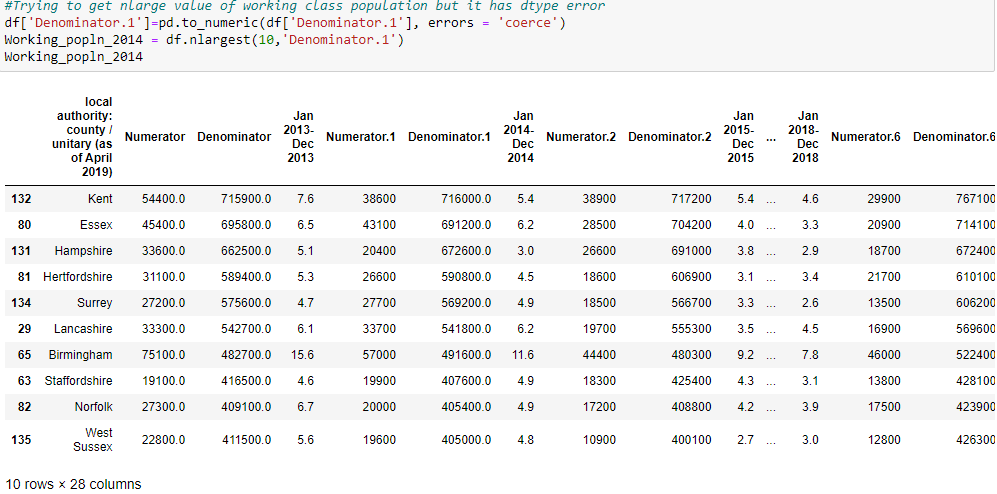 #Trying to get nlarge value of working class population but it has dtype error
df['Denominator.1']=pd.to_numeric(df['Denominator.1'], errors = 'coerce')
Working_popln_2014 = df.nlargest(10,'Denominator.1')
Working_popln_2014
local authority: county / unitary (as of April 2019) Numerator Denominator Jan 2013-Dec 2013 Numerator.1 Denominator.1 Jan 2014-Dec 2014 Numerator.2 Denominator.2 Jan 2015-Dec 2015 ... Jan 2018-Dec 2018 Numerator.6 Denominator.6
132 Kent 54400.0 715900.0 7.6 38600 716000.0 5.4 38900 717200 5.4 ... 4.6 29900 767100
80 Essex 45400.0 695800.0 6.5 43100 691200.0 6.2 28500 704200 4.0 ... 3.3 20900 714100
131 Hampshire 33600.0 662500.0 5.1 20400 672600.0 3.0 26600 691000 3.8 ... 2.9 18700 672400
81 Hertfordshire 31100.0 589400.0 5.3 26600 590800.0 4.5 18600 606900 3.1 ... 3.4 21700 610100
134 Surrey 27200.0 575600.0 4.7 27700 569200.0 4.9 18500 566700 3.3 ... 2.6 13500 606200
29 Lancashire 33300.0 542700.0 6.1 33700 541800.0 6.2 19700 555300 3.5 ... 4.5 16900 569600
65 Birmingham 75100.0 482700.0 15.6 57000 491600.0 11.6 44400 480300 9.2 ... 7.8 46000 522400
63 Staffordshire 19100.0 416500.0 4.6 19900 407600.0 4.9 18300 425400 4.3 ... 3.1 13800 428100
82 Norfolk 27300.0 409100.0 6.7 20000 405400.0 4.9 17200 408800 4.2 ... 3.9 17500 423900
135 West Sussex 22800.0 411500.0 5.6 19600 405000.0 4.8 10900 400100 2.7 ... 3.0 12800 426300
10 rows × 28 columns